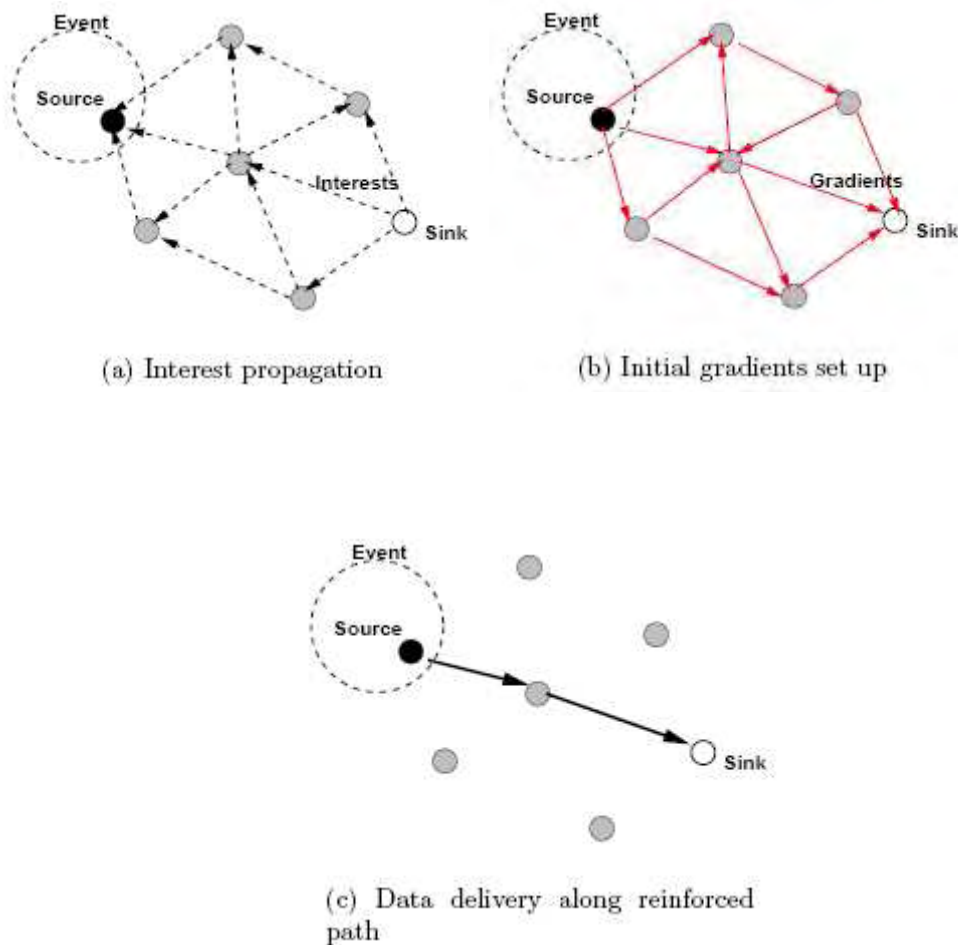 Event
Source
Interests
Sink
(a) Interest propagation
Event
Source
Gradients
Sink
(b) Initial gradients set up
Event
Source
Sink
(c) Data delivery along reinforced
path